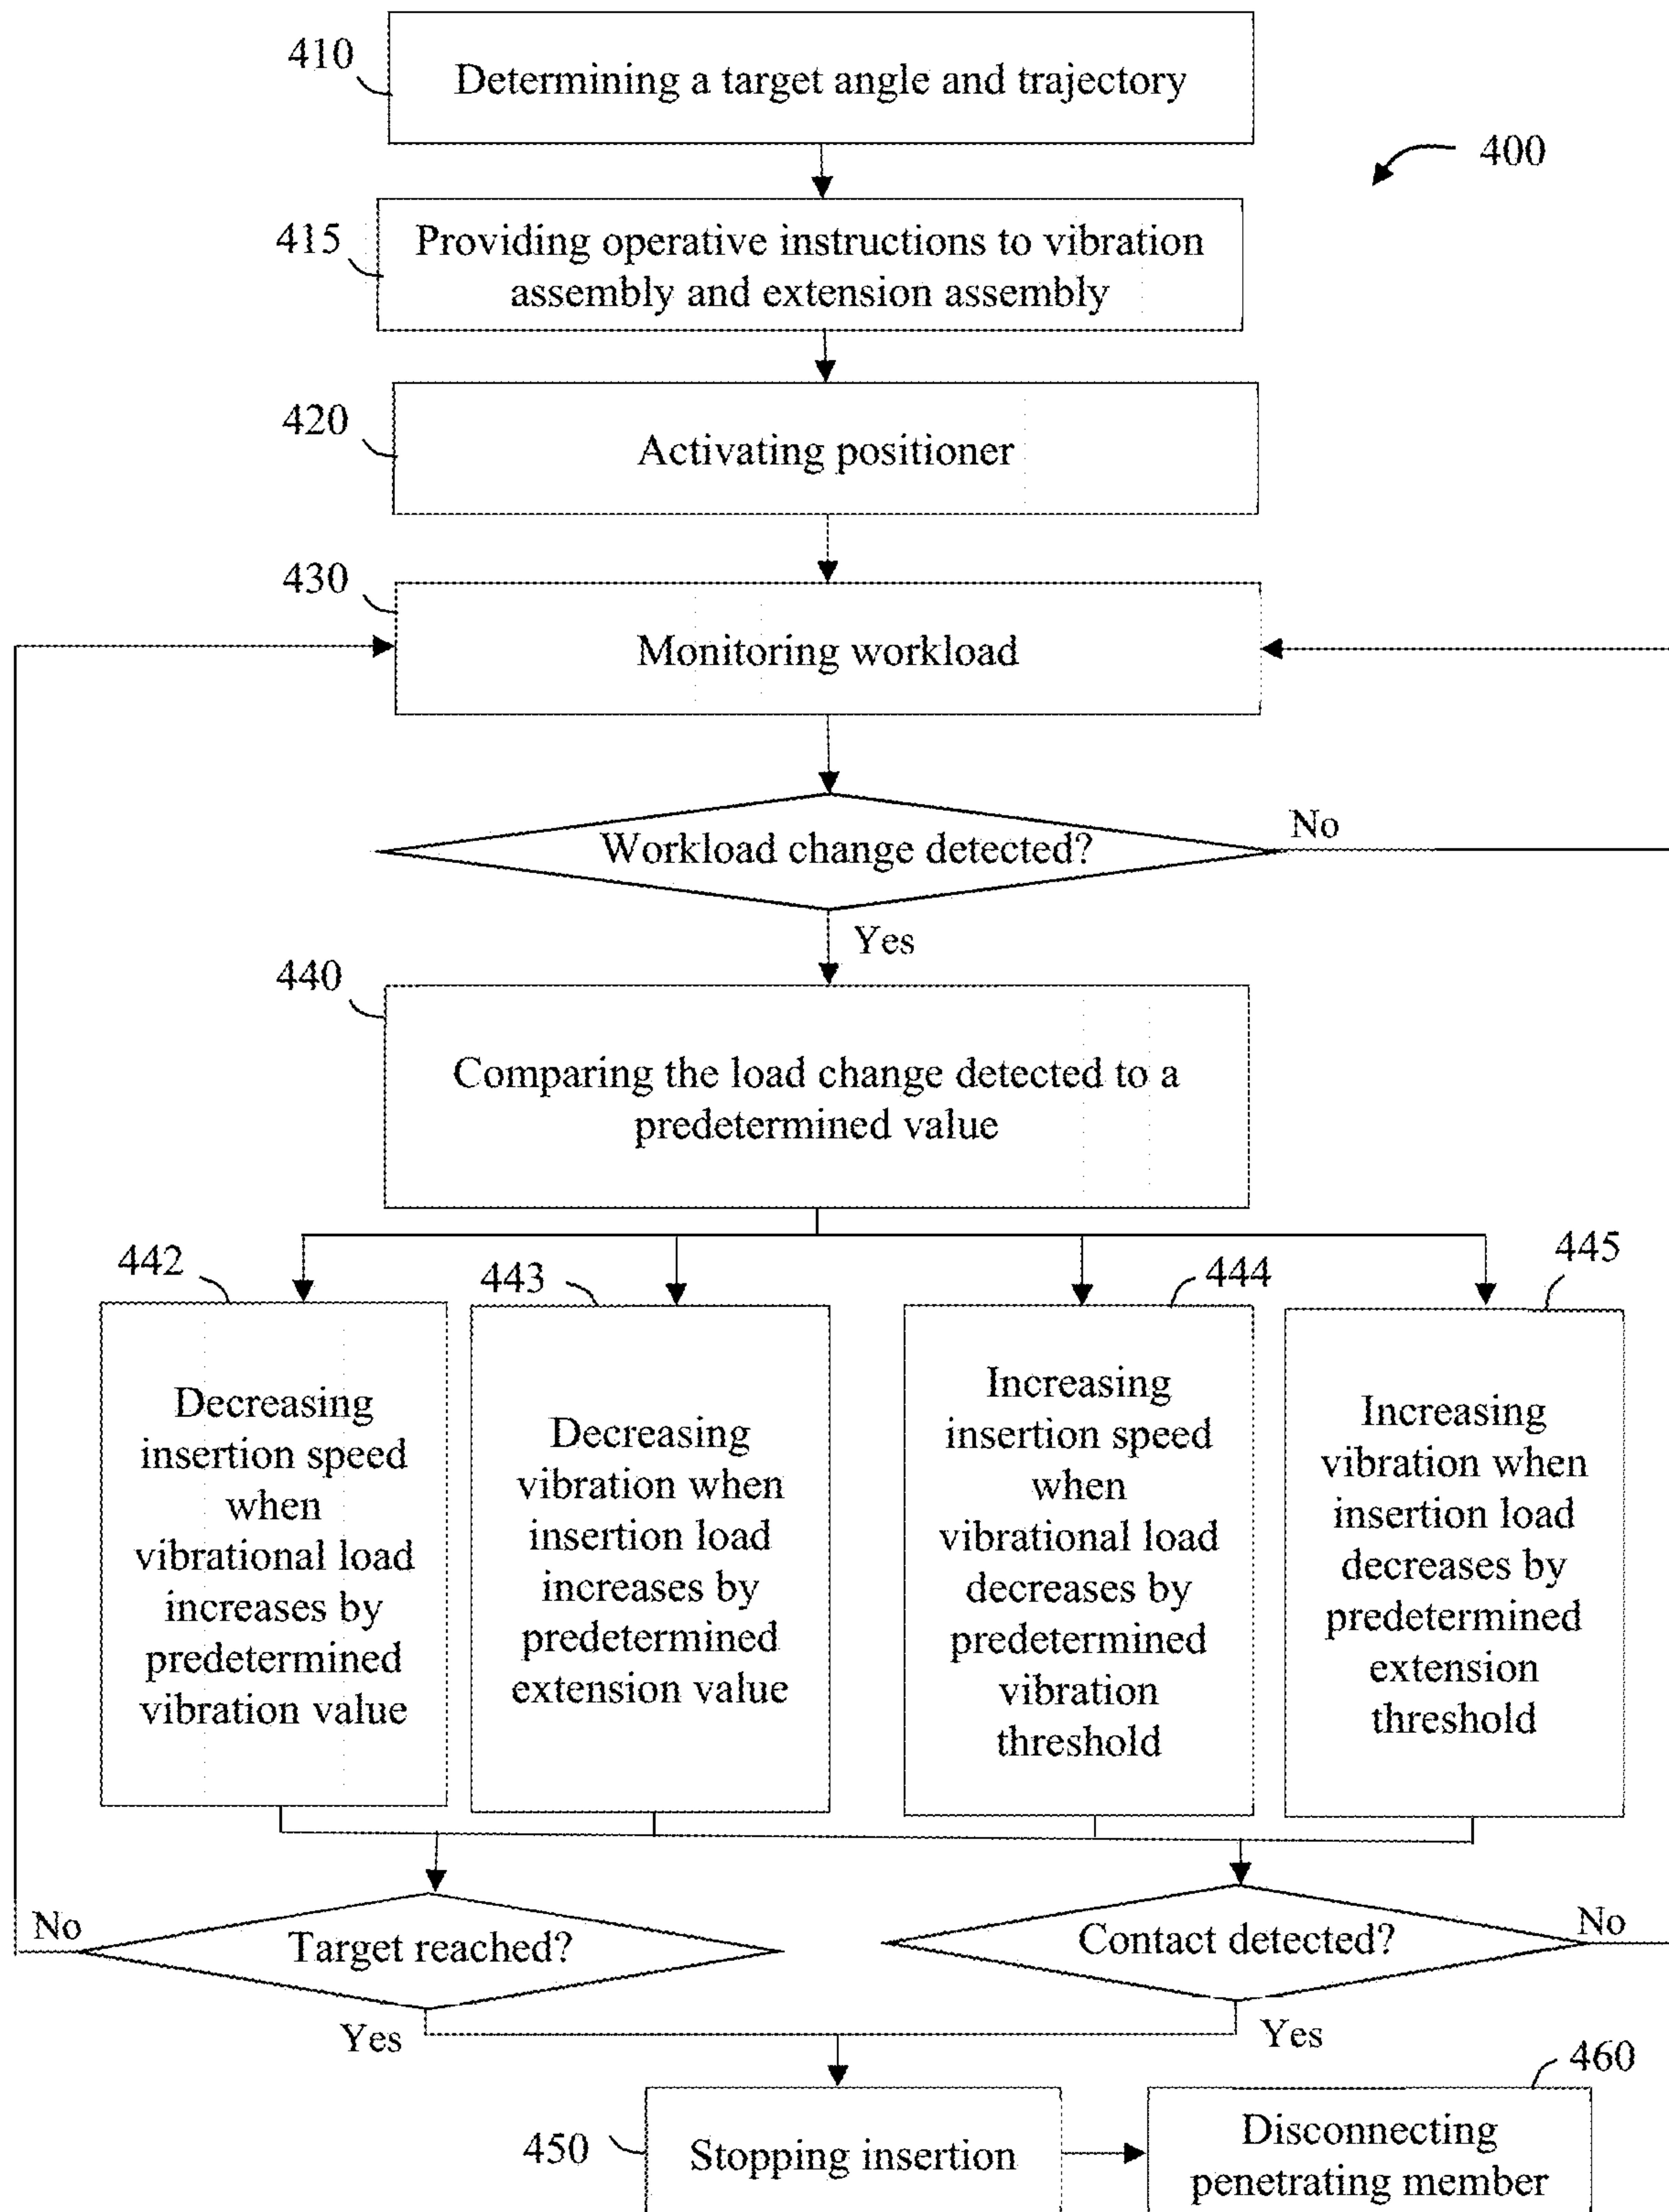 410
Determining a target angle and trajectory
400
415
Providing operative instructions to vibration
assembly and extension assembly
420
Activating positioner
430
Monitoring workload
Workload change detected?
No
Yes
440
Comparing the load change detected to a
predetermined value
442
443
444
445
Decreasing
insertion speed
when
vibrational load
increases by
predetermined
vibration value
Decreasing
vibration when
insertion load
increases by
predetermined
extension value
Increasing
insertion speed
when
vibrational load
decreases by
predetermined
vibration
threshold
Increasing
vibration when
insertion load
decreases by
predetermined
extension
threshold
No
Target reached?
Contact detected?
No
Yes
Yes
450
Stopping insertion
460
Disconnecting
penetrating member